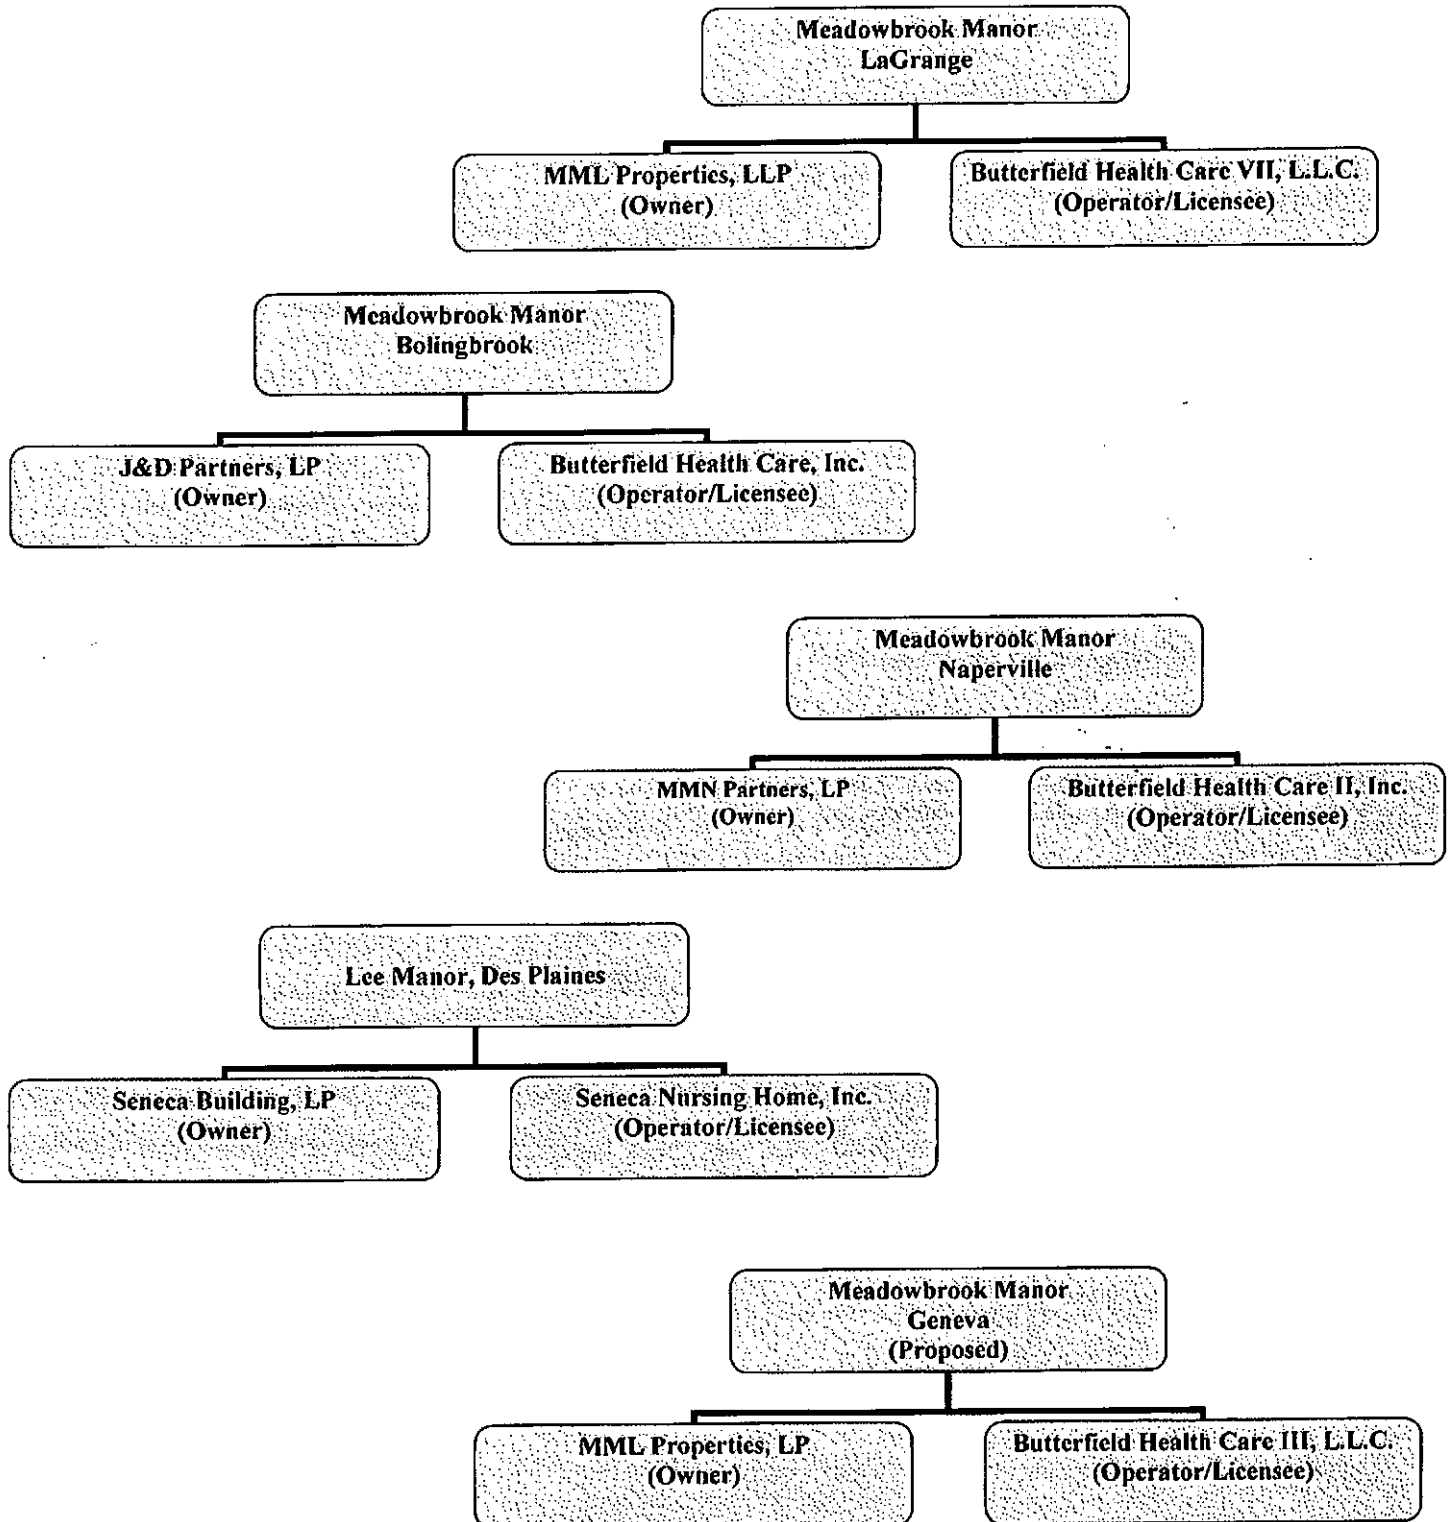 Meadowbrook Manor
LaGrange
MML Properties, LLP
(Owner)
Butterfield Health Care VII, L.L.C.
(Operator/Licensee)
Meadowbrook Manor
Bolingbrook
J&D Partners, LP
(Owner)
Butterfield Health Care, Inc.
(Operator/Licensee)
Meadowbrook Manor
Naperville
MMN Partners, LP
(Owner)
Butterfield Health Care II, Inc.
(Operator/Licensee)
Lee Manor, Des Plaines
Seneca Building, LP
(Owner)
Seneca Nursing Home, Inc.
(Operator/Licensee)
Meadowbrook Manor
Geneva
(Proposed)
MML Properties, LP
(Owner)
Butterfield Health Care III, L.L.C.
(Operator/Licensee)